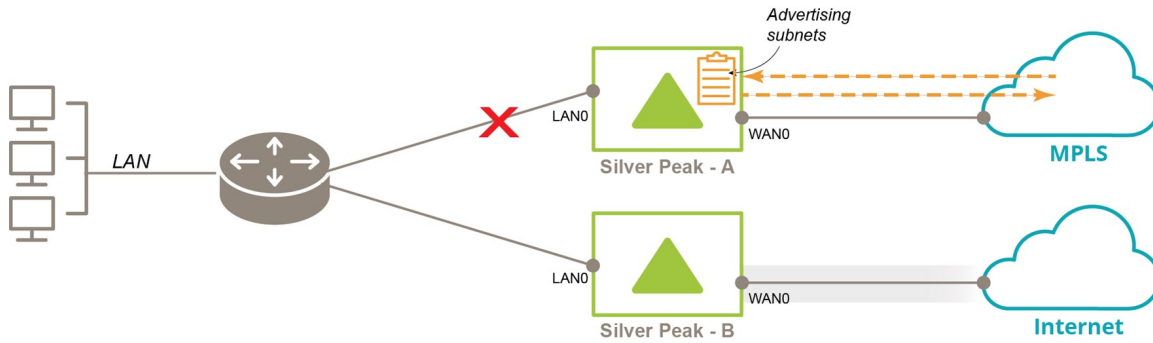 Advertising
subnets
LAN
LAN0
WAN0
Silver Peak - A
MPLS
LAN0
WAN0
Silver Peak - B
Internet